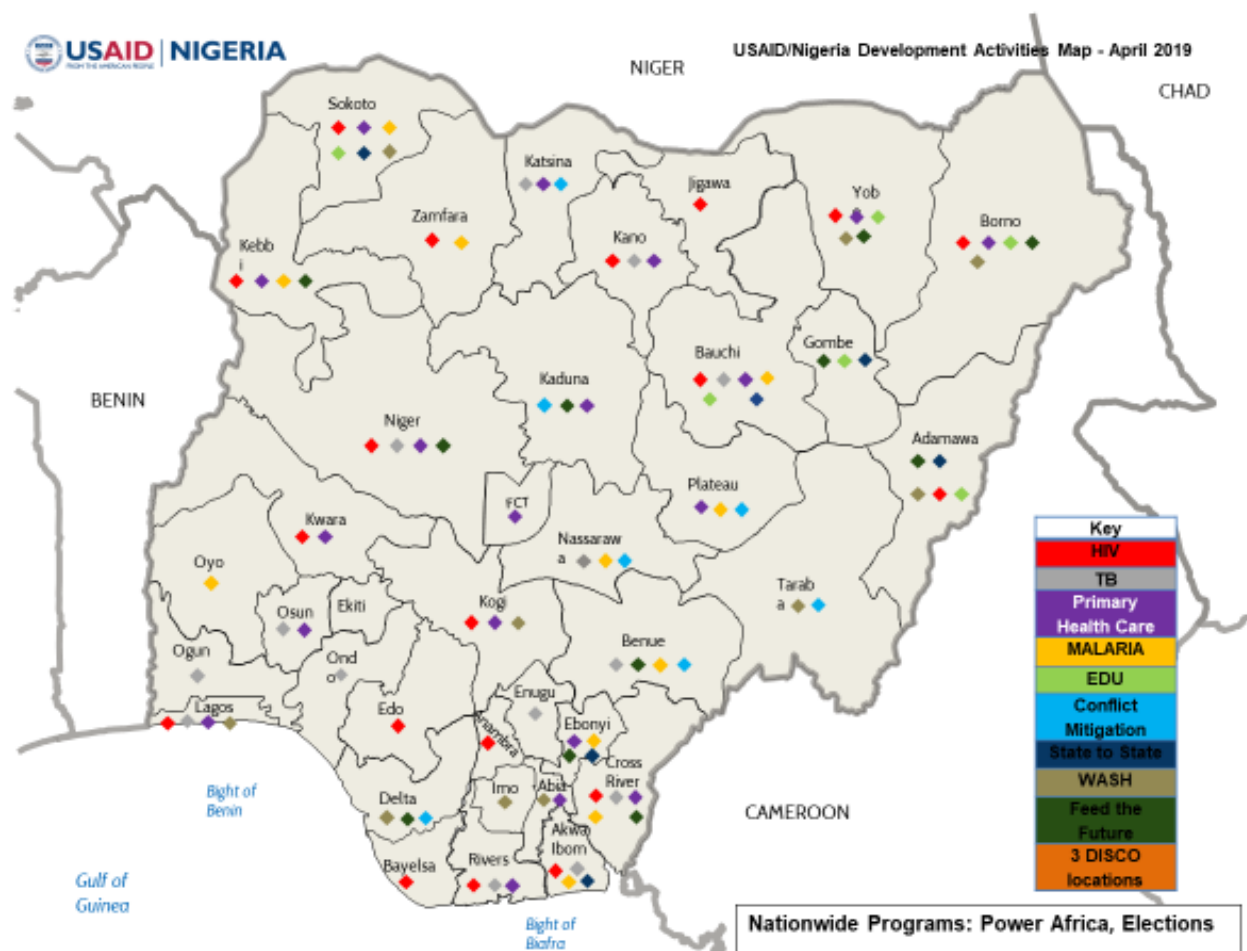 USAID | NIGERIA
FROM THE AMERICAN PEOPLE
USAID/Nigeria Development Activities Map - April 2019
NIGER
CHAD
Sokoto
Katsina
Jigawa
Yob
e
Borno
Zamfara
Kano
Kebb
i
Bauchi
Gombe
Kaduna
BENIN
Niger
Adamawa
Plateau
FCT
Kwara
Nassaraw
a
Oyo
Tarab
a
Osun
Ekiti
Kogi
Benue
Ogun
Ond
o
Enugu
Lagos
Edo
Anambra
Ebonyi
Cross
River
Imo
Abia
Delta
Akwa
Ibom
Bayelsa
Rivers
Bight of
Benin
CAMEROON
Gulf of
Guinea
Bight of
Biafra
Key
HIV
TB
Primary
Health Care
MALARIA
EDU
Conflict
Mitigation
State to State
WASH
Feed the
Future
3 DISCO
locations
Nationwide Programs: Power Africa, Elections